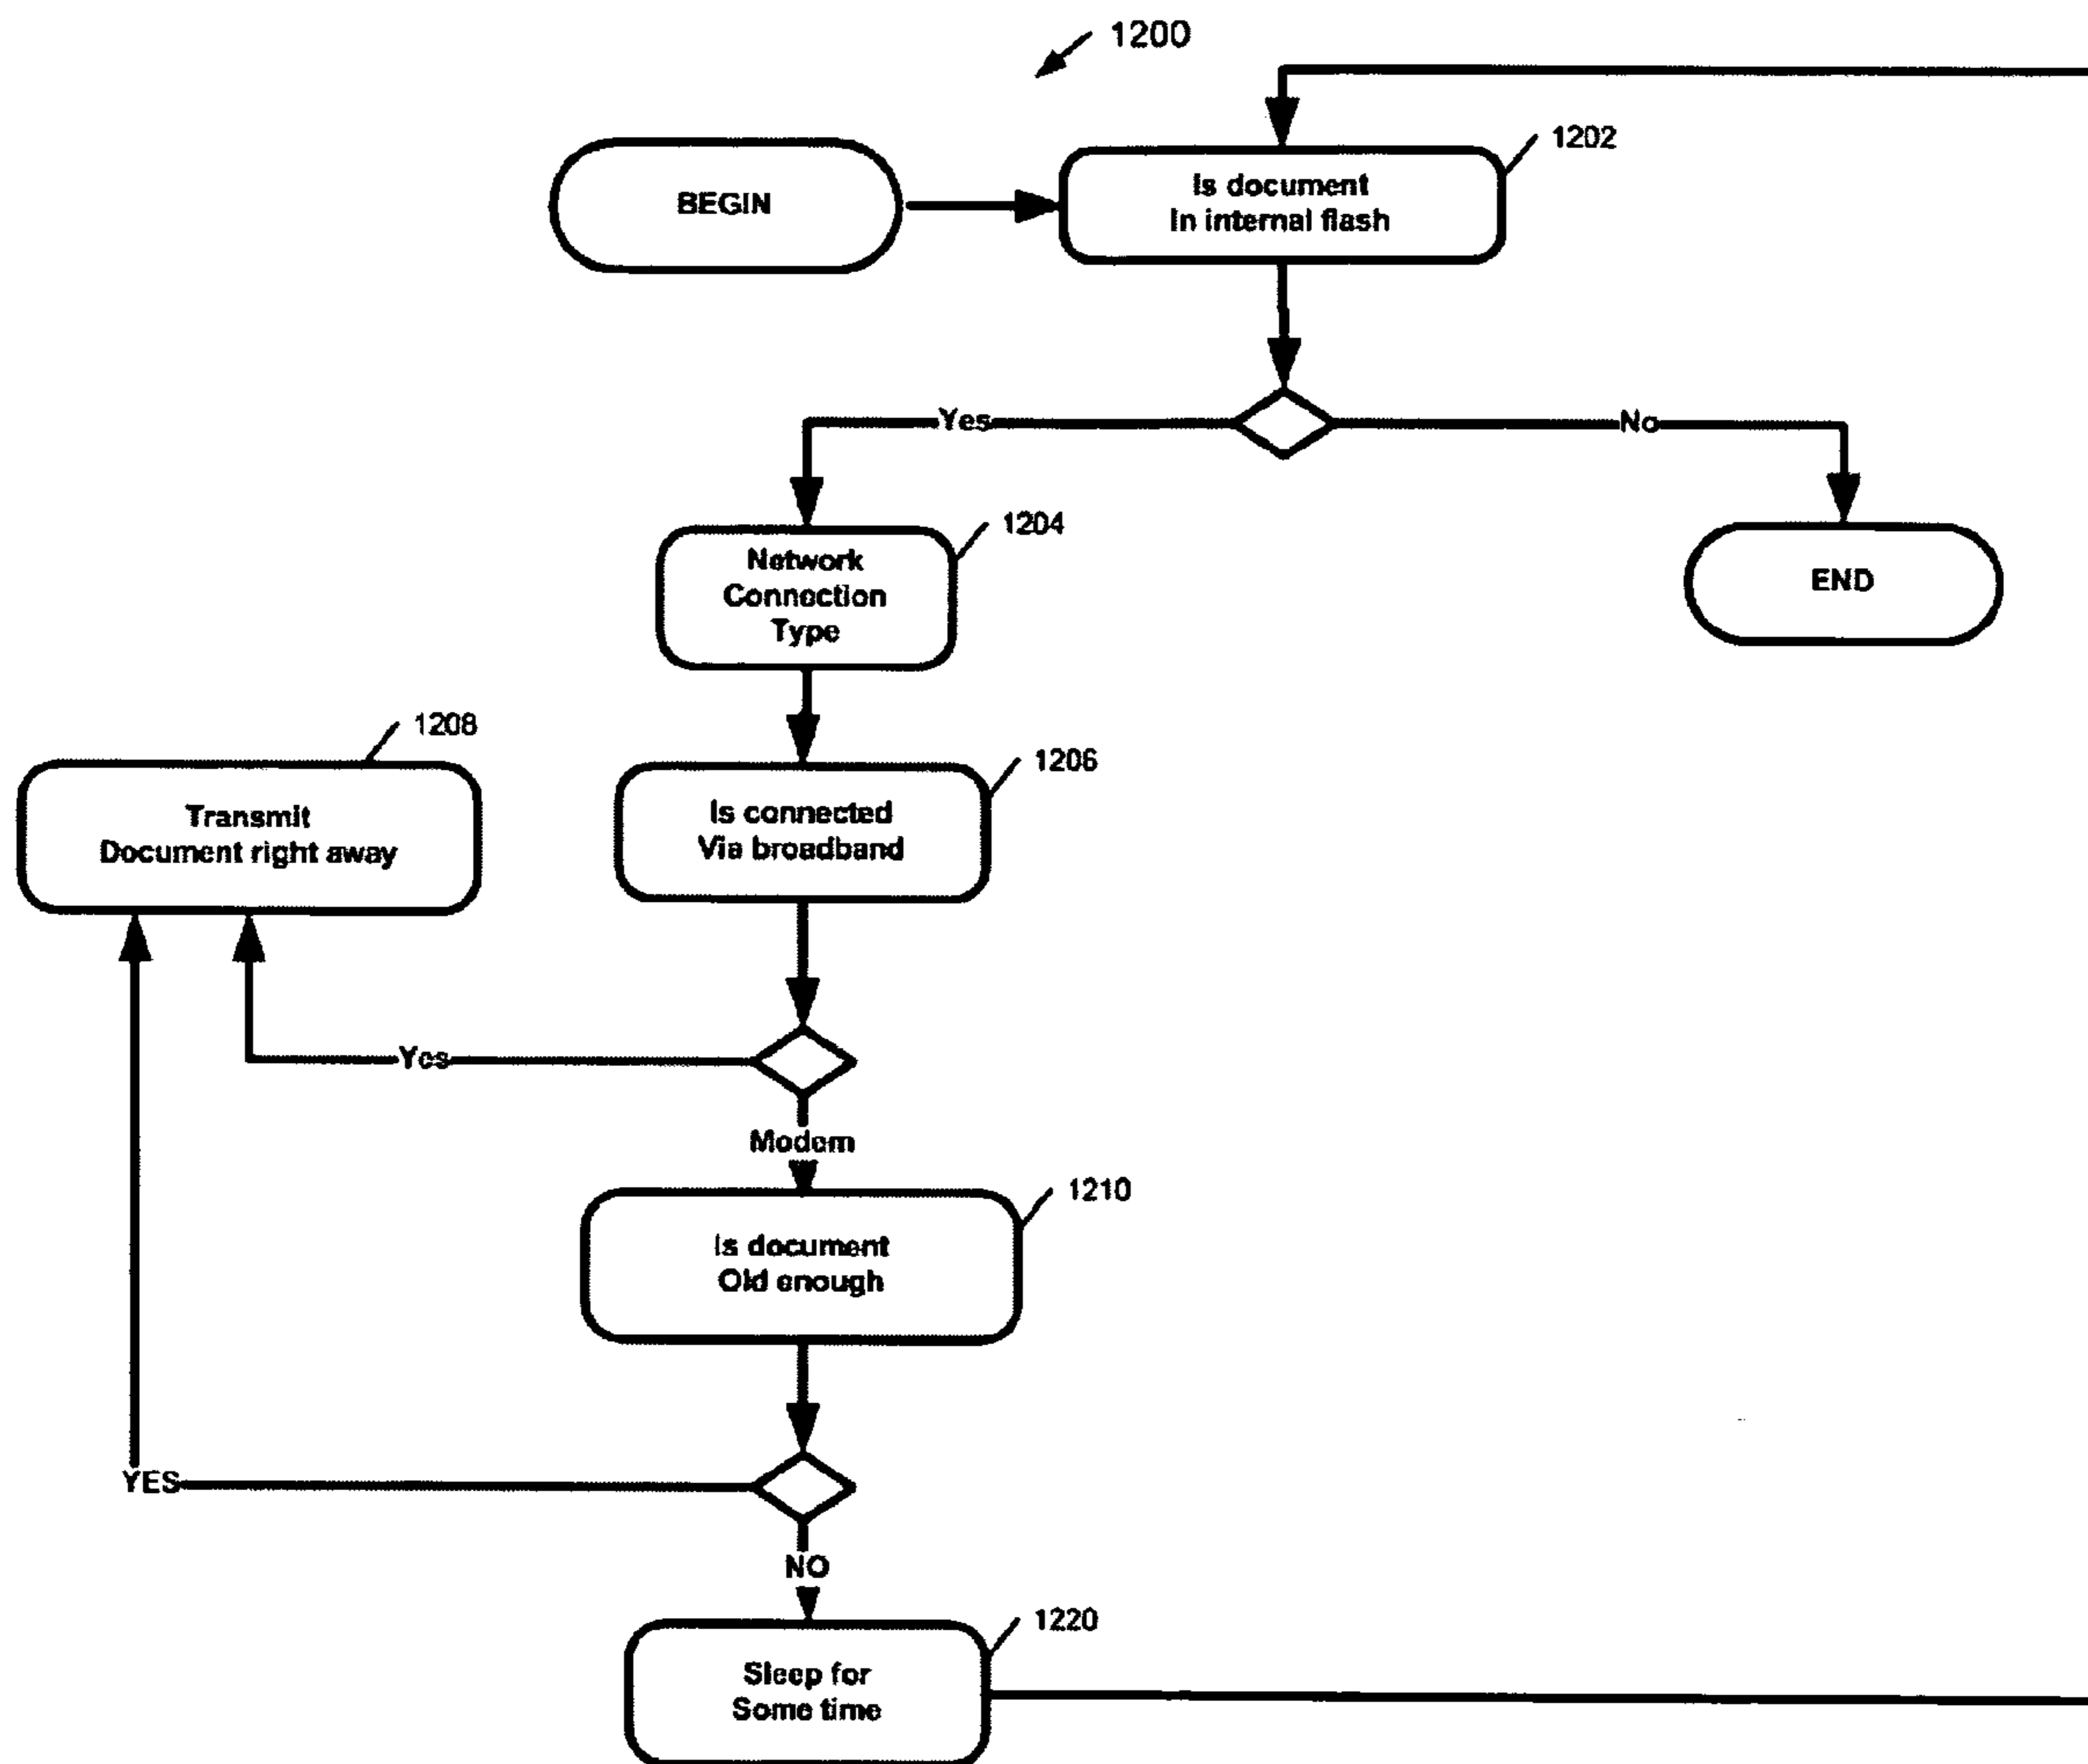 1200
1202
BEGIN
Is document
In internal flash
Yes
No
1204
Network
Connection
Type
END
1208
1206
Transmit
Document right away
Is connected
Via broadband
Yes
Modem
1210
Is document
Old enough
YES
NO
1220
Sleep for
Some time